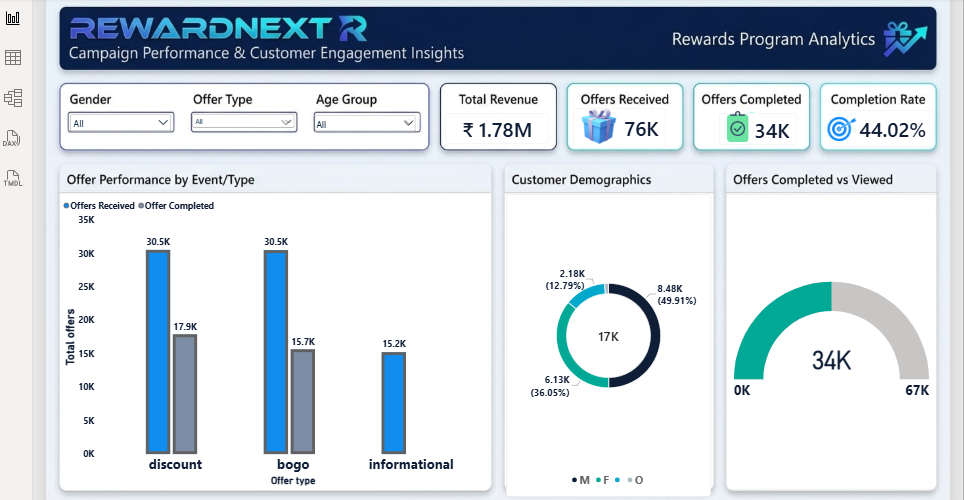 REWARDNEXT R
Campaign Performance & Customer Engagement Insights
Rewards Program Analytics
DAX
TMDL
Gender
All
Offer Type
All
Age Group
All
Total Revenue
₹ 1.78M
Offers Received
76K
Offers Completed
34K
Completion Rate
44.02%
Offer Performance by Event/Type
Offers Received Offer Completed
Total offers
35K
30K
25K
20K
15K
10K
5K
0K
30.5K
17.9K
30.5K
15.7K
15.2K
discount bogo informational
Offer type
Customer Demographics
2.18K
(12.79%)
8.48K
(49.91%)
17K
6.13K
(36.05%)
M F O
Offers Completed vs Viewed
34K
0K 67K